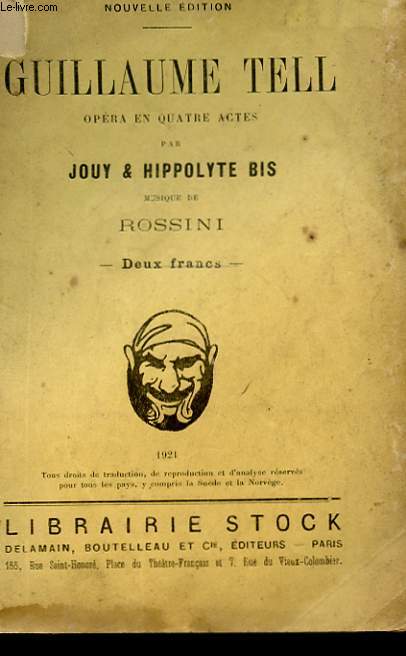 Le-livre.com
NOUVELLE ÉDITION
GUILLAUME TELL
OPÉRA EN QUATRE ACTES
PAR
JOUY & HIPPOLYTE BIS
MUSIQUE DE
ROSSINI
— Deux francs —
1921
Tous droits de traduction, de reproduction et d'analyse réservés
pour tous les pays, y compris la Suède et la Norvège.
LIBRAIRIE STOCK
DELAMAIN, BOUTELLEAU ET Cie, ÉDITEURS — PARIS
155, Rue Saint-Honoré, Place du Théâtre-Français et 7, Rue du Vieux-Colombier.